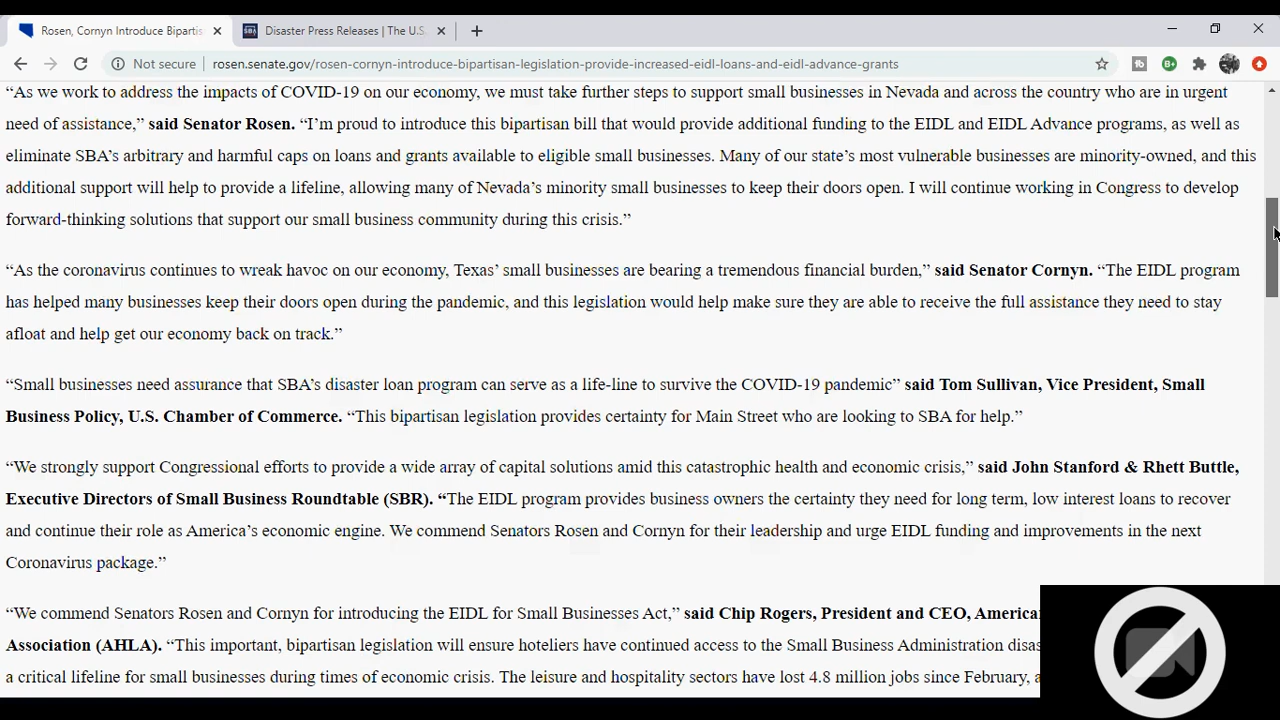 Rosen, Cornyn Introduce Bipartis
Disaster Press Releases | The U.S.
Not secure
rosen.senate.gov/rosen-cornyn-introduce-bipartisan-legislation-provide-increased-eidl-loans-and-eidl-advance-grants
“As we work to address the impacts of COVID-19 on our economy, we must take further steps to support small businesses in Nevada and across the country who are in urgent
need of assistance,” said Senator Rosen. “I’m proud to introduce this bipartisan bill that would provide additional funding to the EIDL and EIDL Advance programs, as well as
eliminate SBA’s arbitrary and harmful caps on loans and grants available to eligible small businesses. Many of our state’s most vulnerable businesses are minority-owned, and this
additional support will help to provide a lifeline, allowing many of Nevada’s minority small businesses to keep their doors open. I will continue working in Congress to develop
forward-thinking solutions that support our small business community during this crisis.”
“As the coronavirus continues to wreak havoc on our economy, Texas’ small businesses are bearing a tremendous financial burden,” said Senator Cornyn. “The EIDL program
has helped many businesses keep their doors open during the pandemic, and this legislation would help make sure they are able to receive the full assistance they need to stay
afloat and help get our economy back on track.”
“Small businesses need assurance that SBA’s disaster loan program can serve as a life-line to survive the COVID-19 pandemic” said Tom Sullivan, Vice President, Small
Business Policy, U.S. Chamber of Commerce. “This bipartisan legislation provides certainty for Main Street who are looking to SBA for help.”
“We strongly support Congressional efforts to provide a wide array of capital solutions amid this catastrophic health and economic crisis,” said John Stanford & Rhett Buttle,
Executive Directors of Small Business Roundtable (SBR). “The EIDL program provides business owners the certainty they need for long term, low interest loans to recover
and continue their role as America’s economic engine. We commend Senators Rosen and Cornyn for their leadership and urge EIDL funding and improvements in the next
Coronavirus package.”
“We commend Senators Rosen and Cornyn for introducing the EIDL for Small Businesses Act,” said Chip Rogers, President and CEO, America
Association (AHLA). “This important, bipartisan legislation will ensure hoteliers have continued access to the Small Business Administration disas
a critical lifeline for small businesses during times of economic crisis. The leisure and hospitality sectors have lost 4.8 million jobs since February, a